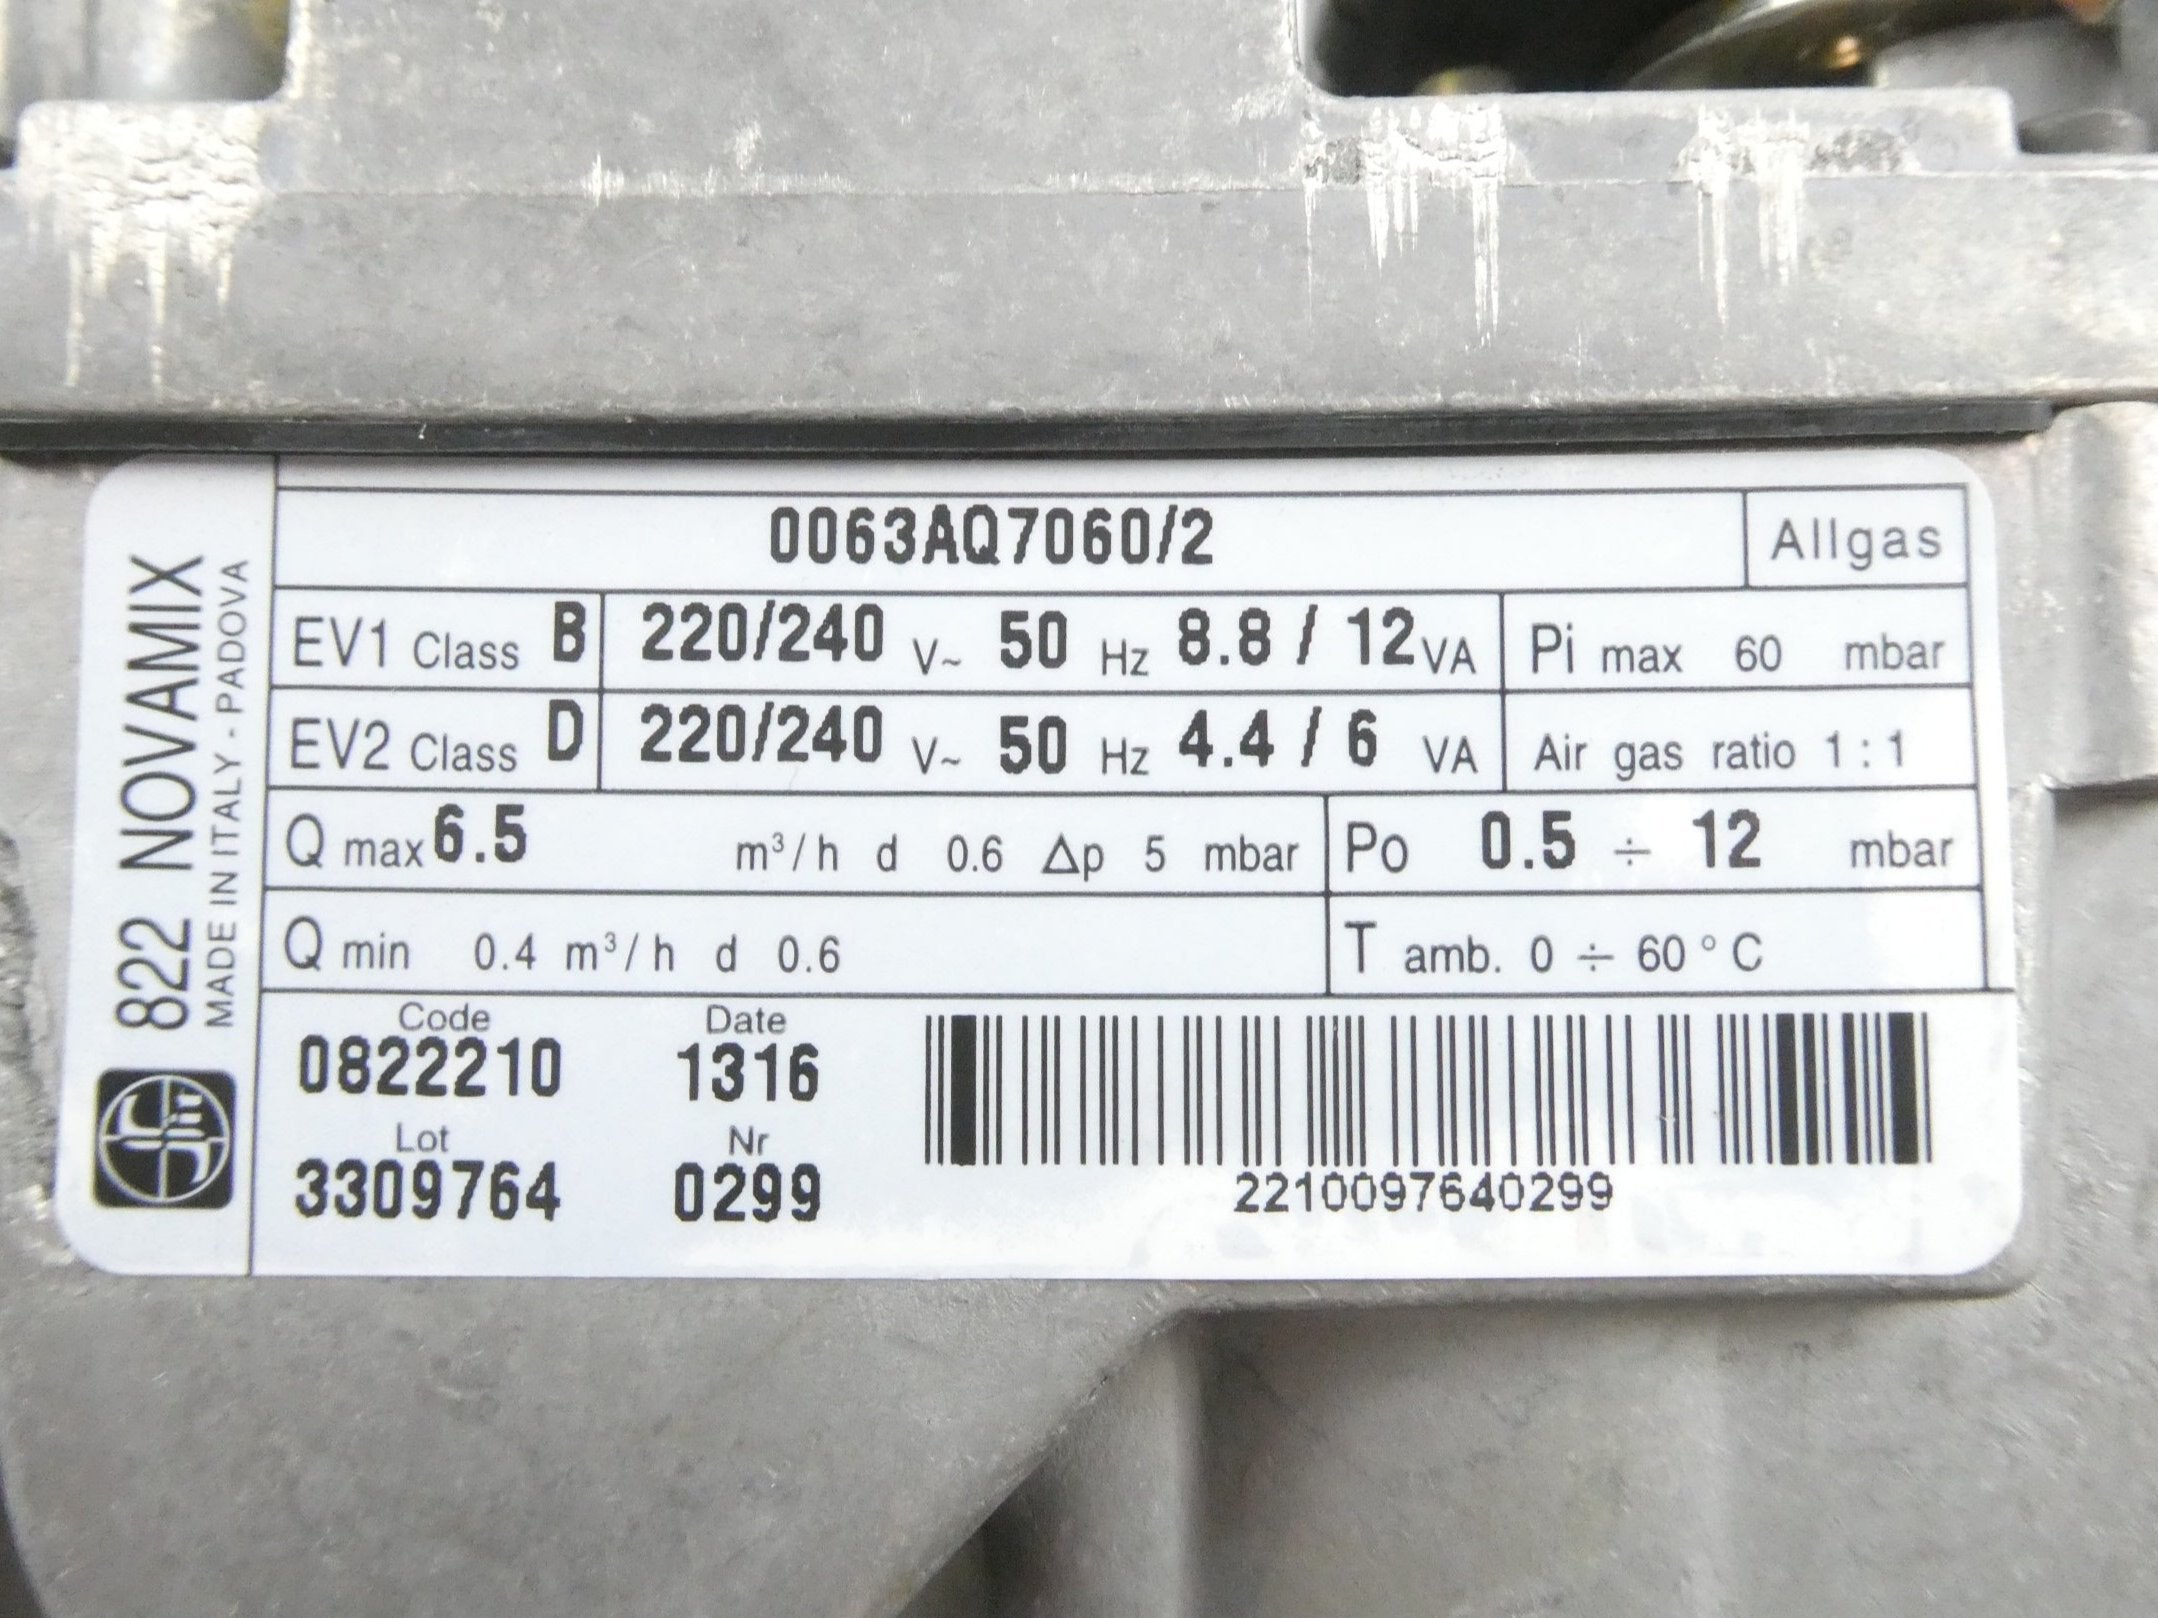 822 NOVAMIX
MADE IN ITALY - PADOVA
0063AQ7060/2
Allgas
EV1 Class B 220/240 V~ 50 Hz 8.8 / 12 VA Pi max 60 mbar
EV2 Class D 220/240 V~ 50 Hz 4.4 / 6 VA Air gas ratio 1 : 1
Q max 6.5 m³/h d 0.6 Δp 5 mbar Po 0.5 ÷ 12 mbar
Q min 0.4 m³/h d 0.6 T amb. 0 ÷ 60 °C
Code Date
0822210 1316
Lot Nr
3309764 0299
2210097640299